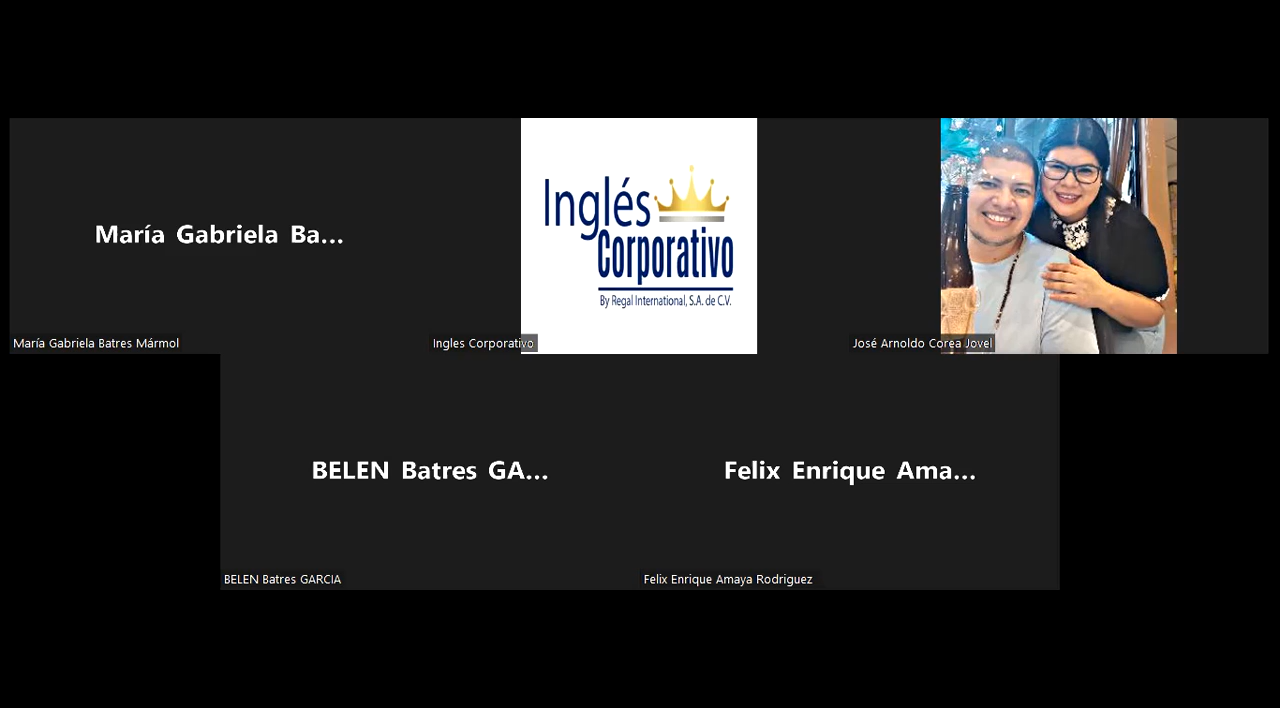 María Gabriela Ba...
María Gabriela Batres Mármol
Inglés
Corporativo
By Regal International, S.A. de C.V.
Ingles Corporativo
José Arnoldo Corea Jovel
BELEN Batres GA...
BELEN Batres GARCIA
Felix Enrique Ama...
Felix Enrique Amaya Rodriguez